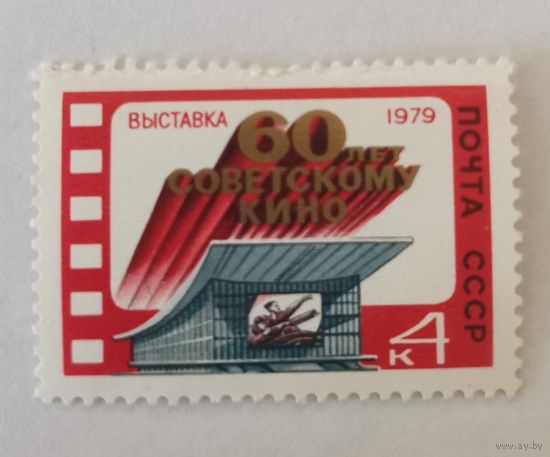 ВЫСТАВКА 1979
60 ЛЕТ
СОВЕТСКОМУ
КИНО
ПОЧТА СССР
4 К
www.ay.by